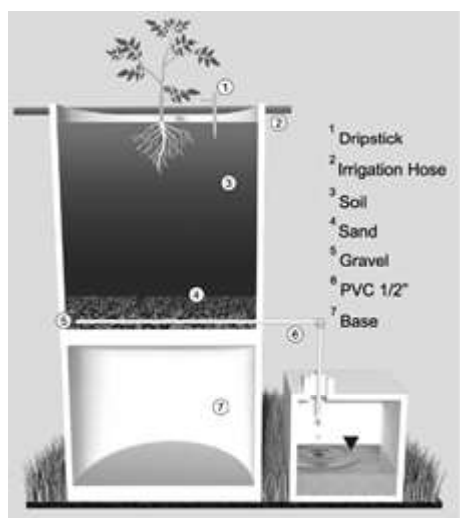 1
2
3
4
5
6
7
1 Dripstick
2 Irrigation Hose
3 Soil
4 Sand
5 Gravel
6 PVC 1/2"
7 Base